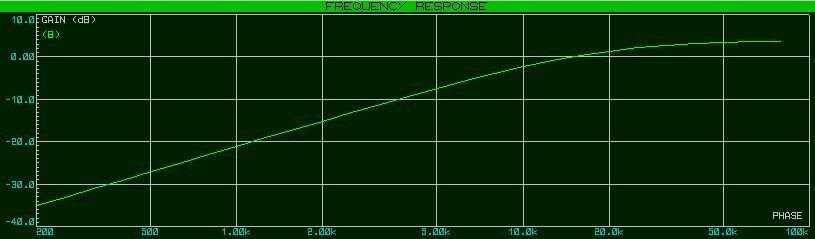 FREQUENCY RESPONSE
10.0 GAIN (dB)
(B)
0.00
-10.0
-20.0
-30.0
PHASE
-40.0
200 500 1.00k 2.00k 5.00k 10.0k 20.0k 50.0k 100k